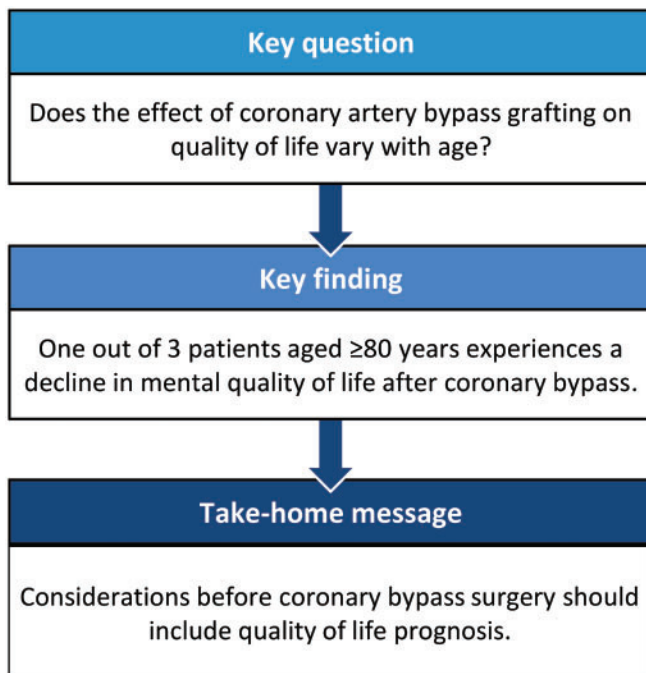 Key question
Does the effect of coronary artery bypass grafting on
quality of life vary with age?
Key finding
One out of 3 patients aged ≥80 years experiences a
decline in mental quality of life after coronary bypass.
Take-home message
Considerations before coronary bypass surgery should
include quality of life prognosis.